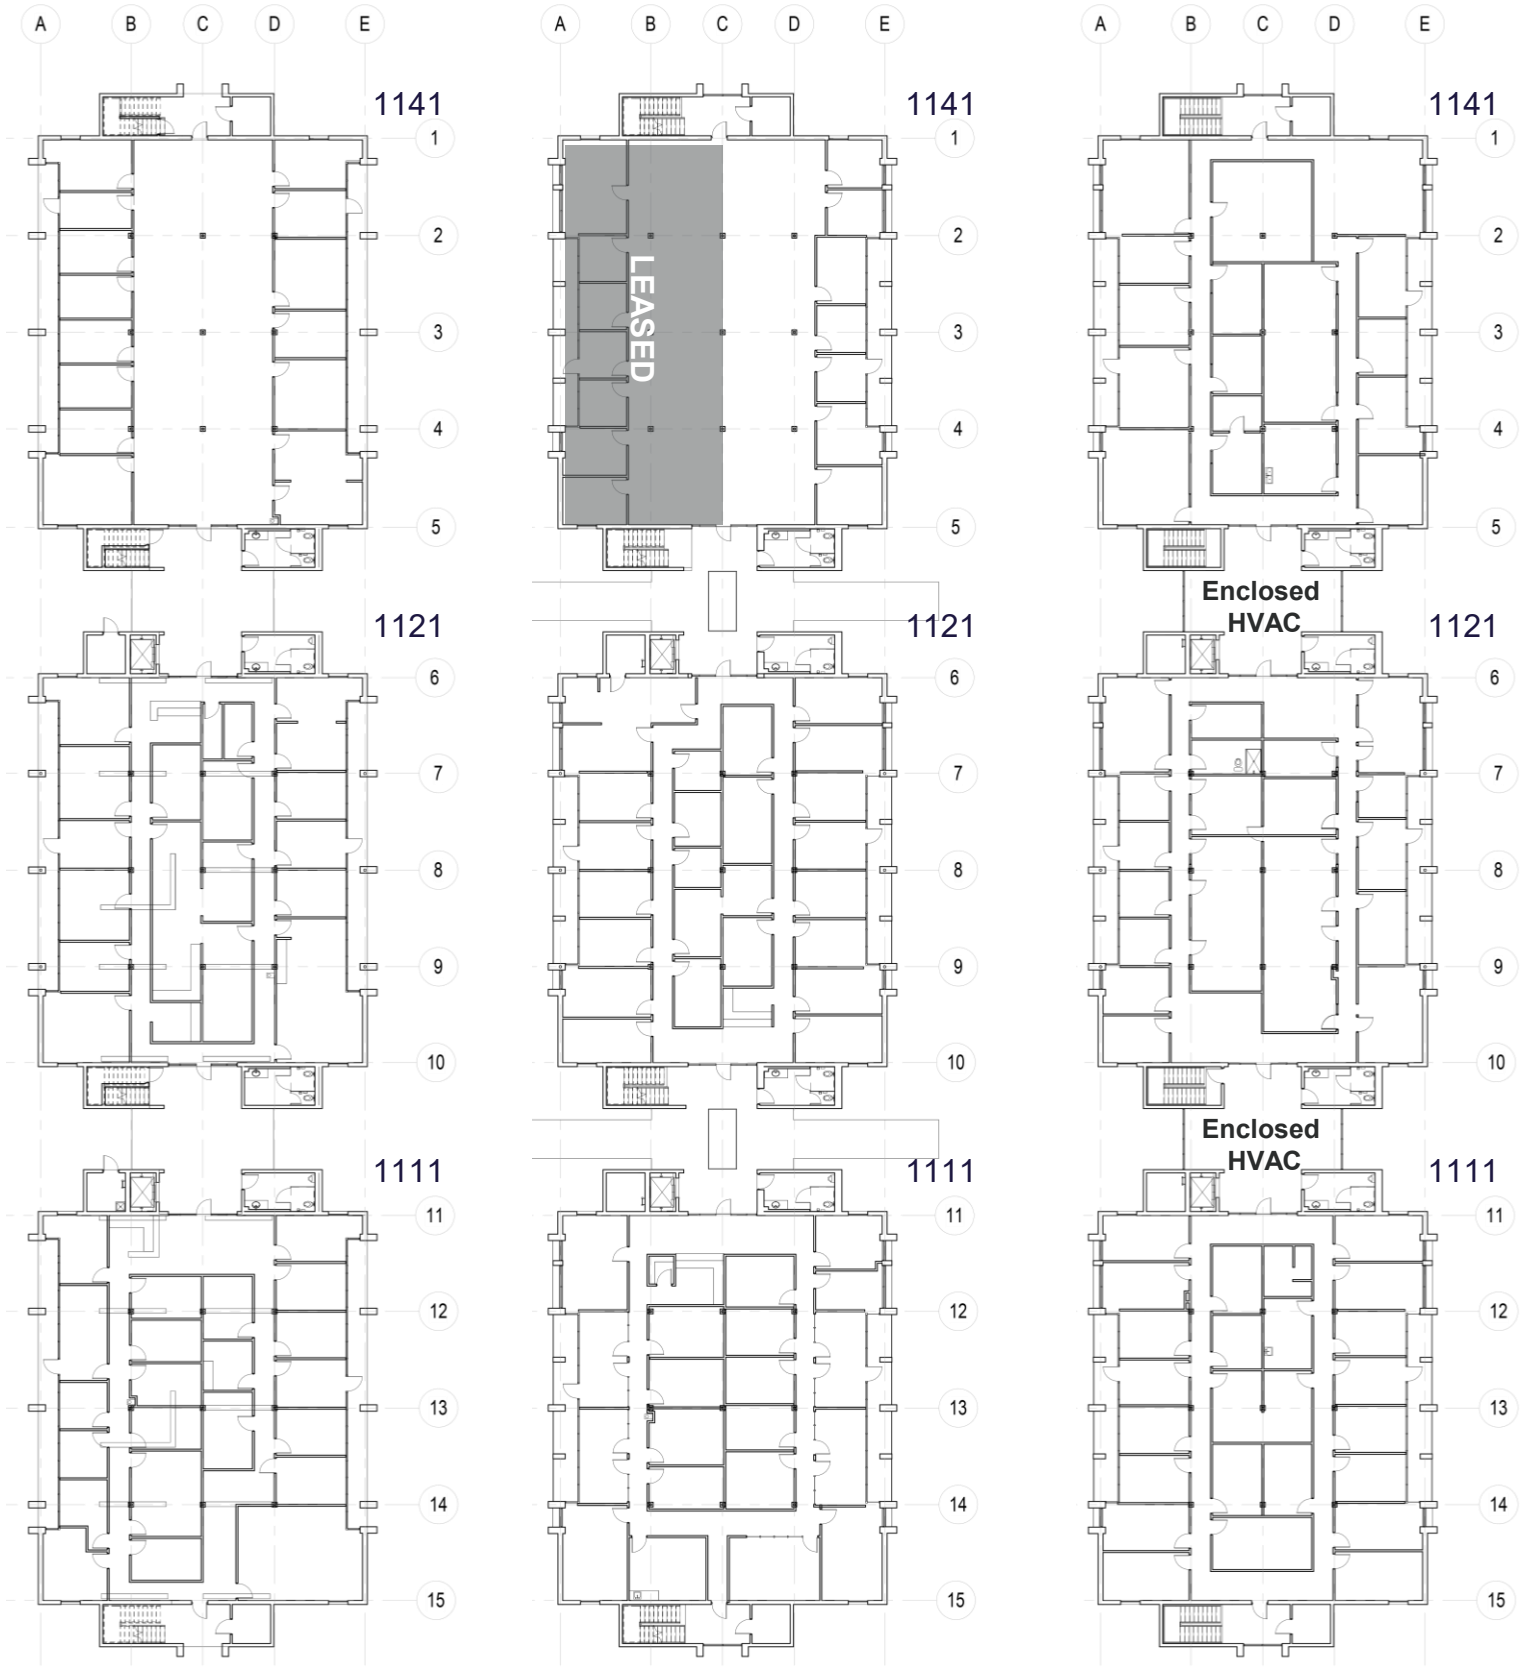 A B C D E A B C D E A B C D E
1141 1141 1141
1 1 1
2 2 2
LEASED
3 3 3
4 4 4
5 5 5
Enclosed
HVAC
1121 1121 1121
6 6 6
7 7 7
8 8 8
9 9 9
10 10 10
Enclosed
HVAC
1111 1111 1111
11 11 11
12 12 12
13 13 13
14 14 14
15 15 15